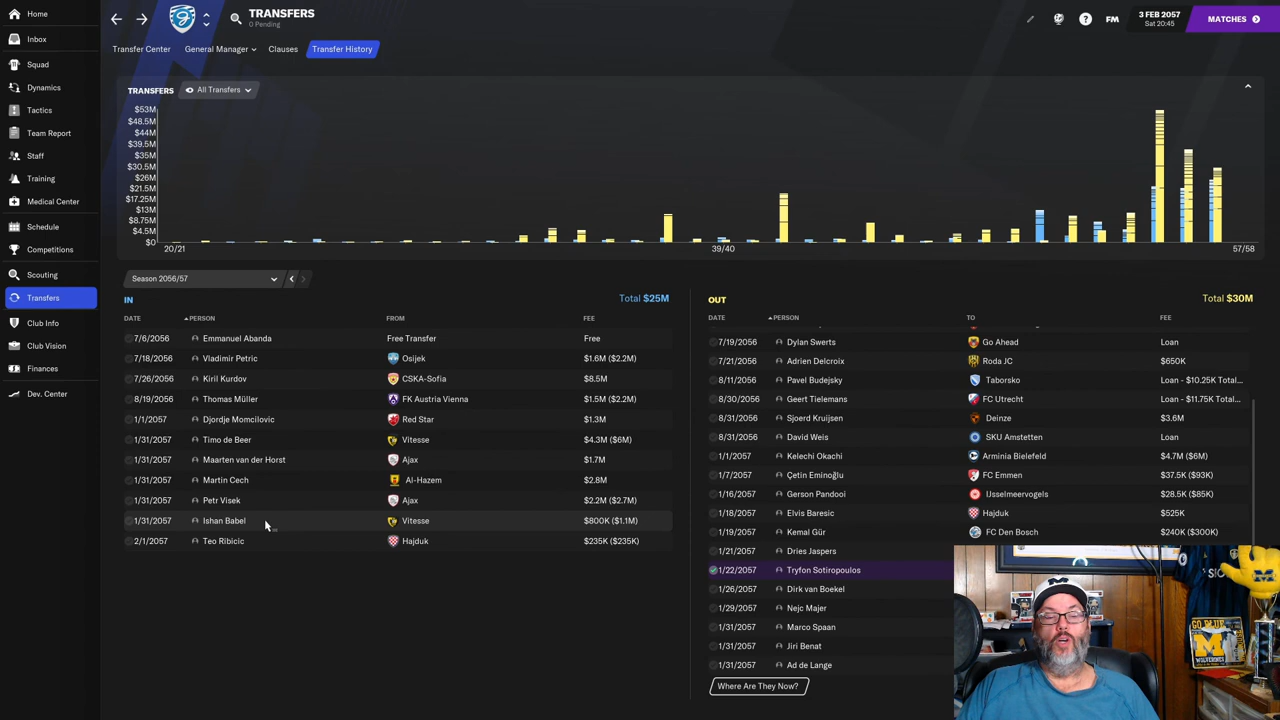 Home
TRANSFERS
0 Pending
FM
3 FEB 2057
Sat 20:45
MATCHES
Inbox
Transfer Center
General Manager
Clauses
Transfer History
Squad
Dynamics
Tactics
Team Report
Staff
Training
Medical Center
Schedule
Competitions
Scouting
Transfers
Club Info
Club Vision
Finances
Dev. Center
TRANSFERS
All Transfers
$53M
$48.5M
$44M
$39.5M
$35M
$30.5M
$26M
$21.5M
$17.25M
$13M
$8.75M
$4.5M
$0
20/21
39/40
57/58
Season 2056/57
IN
Total $25M
DATE PERSON FROM FEE
7/6/2056 Emmanuel Abanda Free Transfer Free
7/18/2056 Vladimir Petric Osijek $1.6M ($2.2M)
7/26/2056 Kiril Kurdov CSKA-Sofia $8.5M
8/19/2056 Thomas Müller FK Austria Vienna $1.5M ($2.2M)
1/1/2057 Djordje Momcilovic Red Star $1.3M
1/31/2057 Timo de Beer Vitesse $4.3M ($6M)
1/31/2057 Maarten van der Horst Ajax $1.7M
1/31/2057 Martin Cech Al-Hazem $2.8M
1/31/2057 Petr Visek Ajax $2.2M ($2.7M)
1/31/2057 Ishan Babel Vitesse $800K ($1.1M)
2/1/2057 Teo Ribicic Hajduk $235K ($235K)
OUT
Total $30M
DATE PERSON TO FEE
7/19/2056 Dylan Swerts Go Ahead Loan
7/21/2056 Adrien Delcroix Roda JC $650K
8/11/2056 Pavel Budejsky Taborsko Loan - $10.25K Total...
8/30/2056 Geert Tielemans FC Utrecht Loan - $11.75K Total...
8/31/2056 Sjoerd Kruijsen Deinze $3.6M
8/31/2056 David Weis SKU Amstetten Loan
1/1/2057 Kelechi Okachi Arminia Bielefeld $4.7M ($6M)
1/7/2057 Çetin Eminoğlu FC Emmen $37.5K ($93K)
1/16/2057 Gerson Pandooi IJsselmeervogels $28.5K ($85K)
1/18/2057 Elvis Baresic Hajduk $525K
1/19/2057 Kemal Gür FC Den Bosch $240K ($300K)
1/21/2057 Dries Jaspers
1/22/2057 Tryfon Sotiropoulos
1/26/2057 Dirk van Boekel
1/29/2057 Nejc Majer
1/31/2057 Marco Spaan
1/31/2057 Jiri Benat
1/31/2057 Ad de Lange
Where Are They Now?
GO BLUE
WOLVERINES